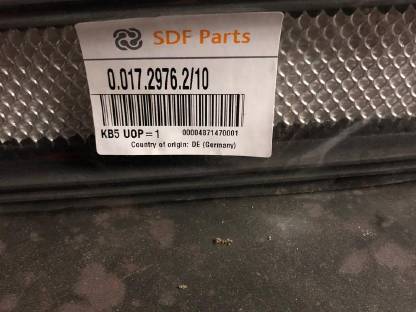 SDF Parts
0.017.2976.2/10
KB5 UOP=1 00004871470001
Country of origin: DE (Germany)